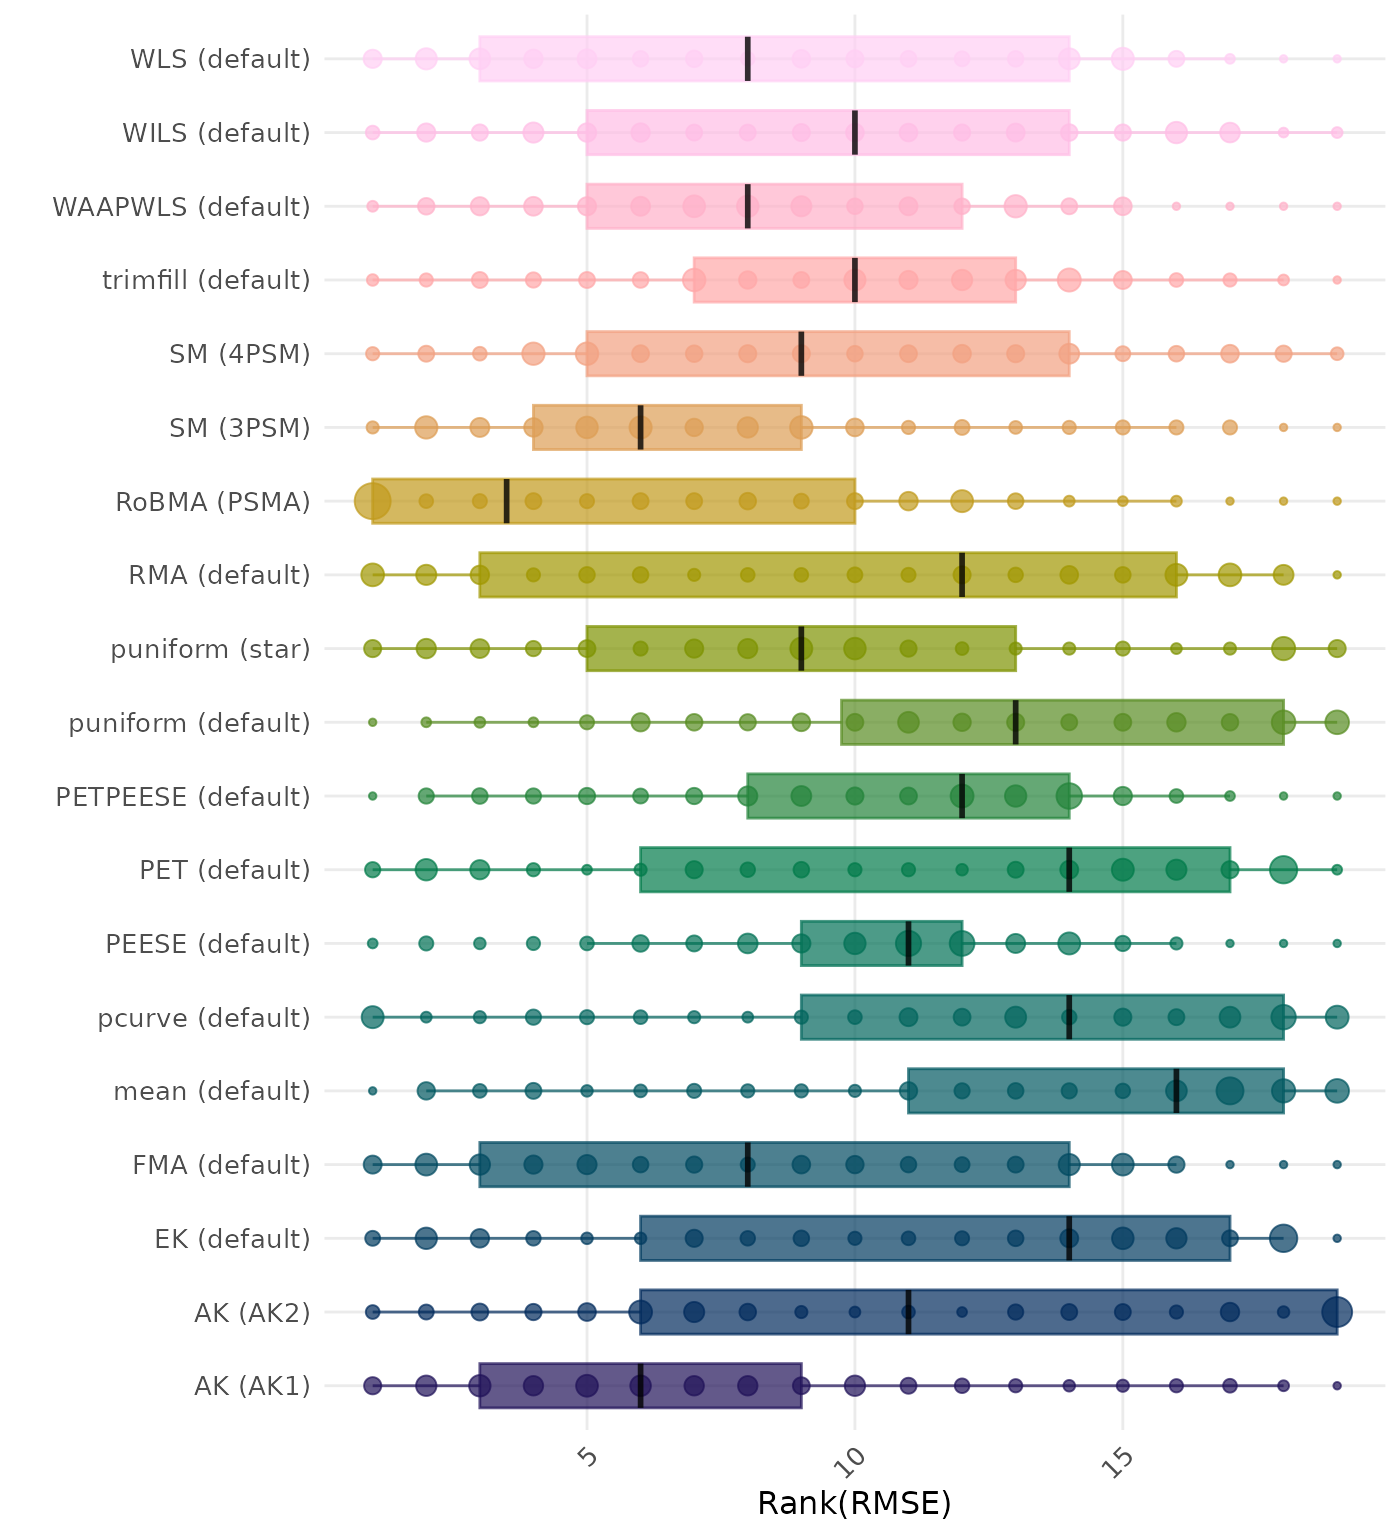 WLS (default)
WILS (default)
WAAPWLS (default)
trimfill (default)
SM (4PSM)
SM (3PSM)
RoBMA (PSMA)
RMA (default)
puniform (star)
puniform (default)
PETPEESE (default)
PET (default)
PEESE (default)
pcurve (default)
mean (default)
FMA (default)
EK (default)
AK (AK2)
AK (AK1)
5 10 15
Rank(RMSE)